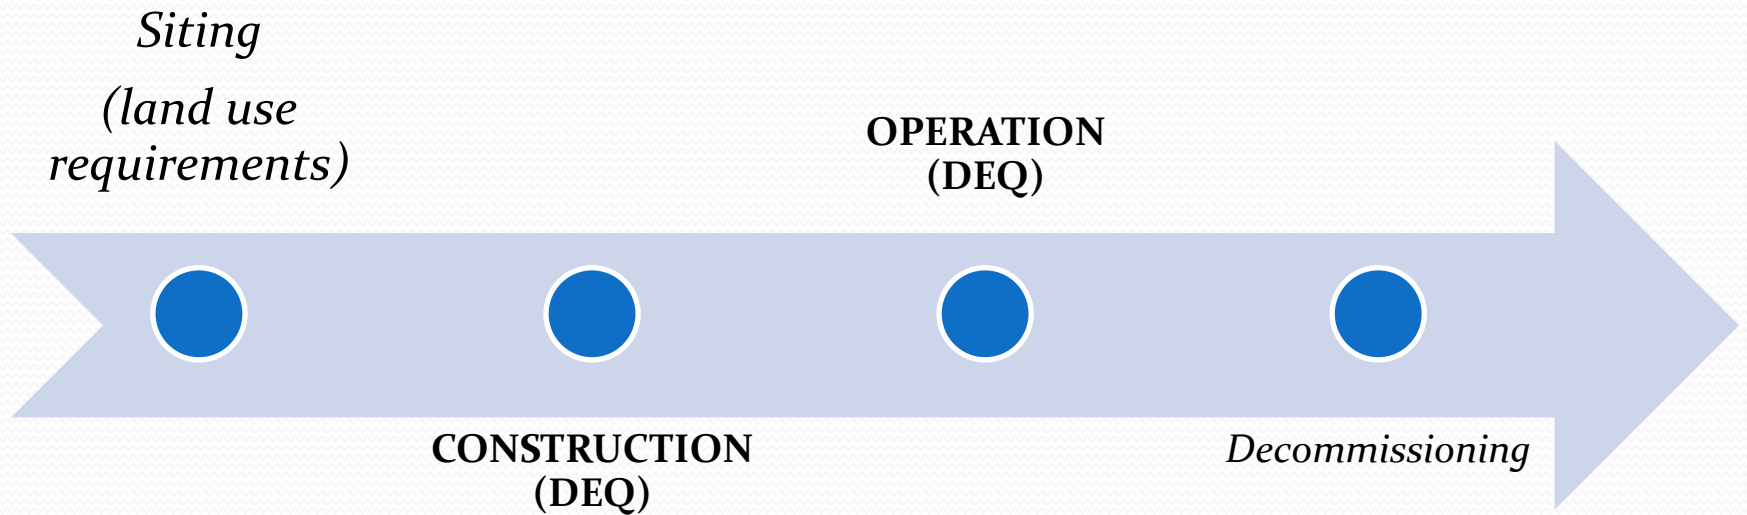 Siting
(land use
requirements)
CONSTRUCTION
(DEQ)
OPERATION
(DEQ)
Decommissioning